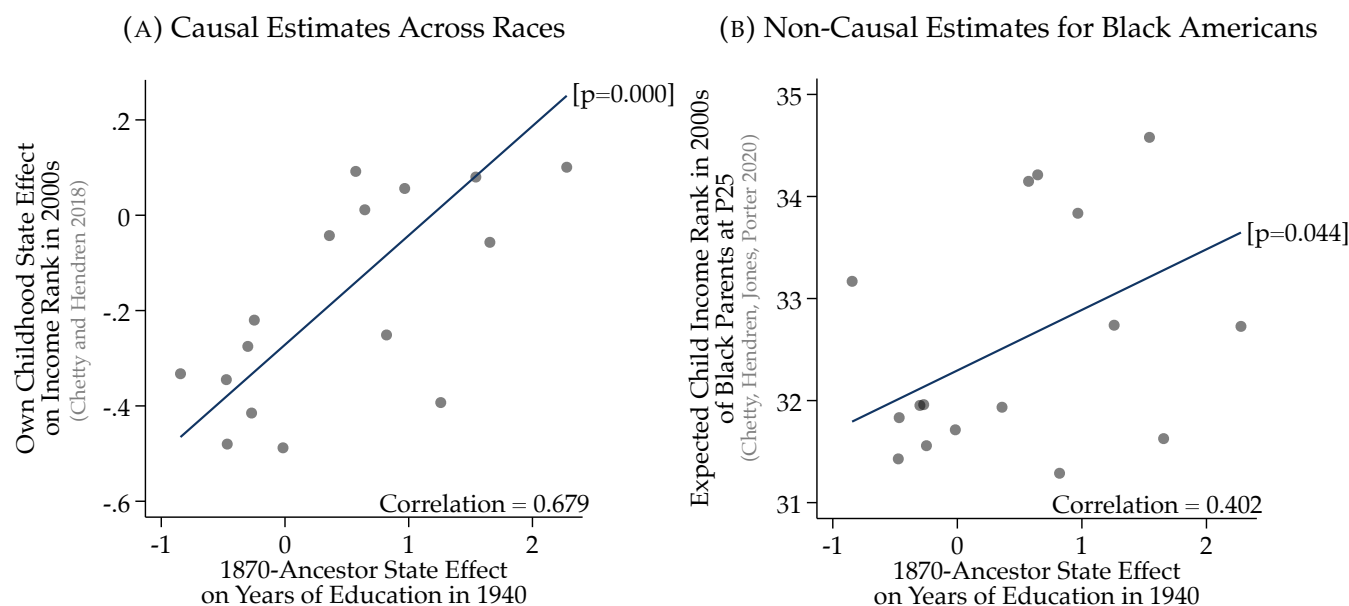 (A) Causal Estimates Across Races
Own Childhood State Effect
on Income Rank in 2000s
(Chetty and Hendren 2018)
.2
0
-.2
-.4
-.6
[p=0.000]
Correlation = 0.679
-1 0 1 2
1870-Ancestor State Effect
on Years of Education in 1940
(B) Non-Causal Estimates for Black Americans
Expected Child Income Rank in 2000s
of Black Parents at P25
(Chetty, Hendren, Jones, Porter 2020)
35
34
33
32
31
[p=0.044]
Correlation = 0.402
-1 0 1 2
1870-Ancestor State Effect
on Years of Education in 1940